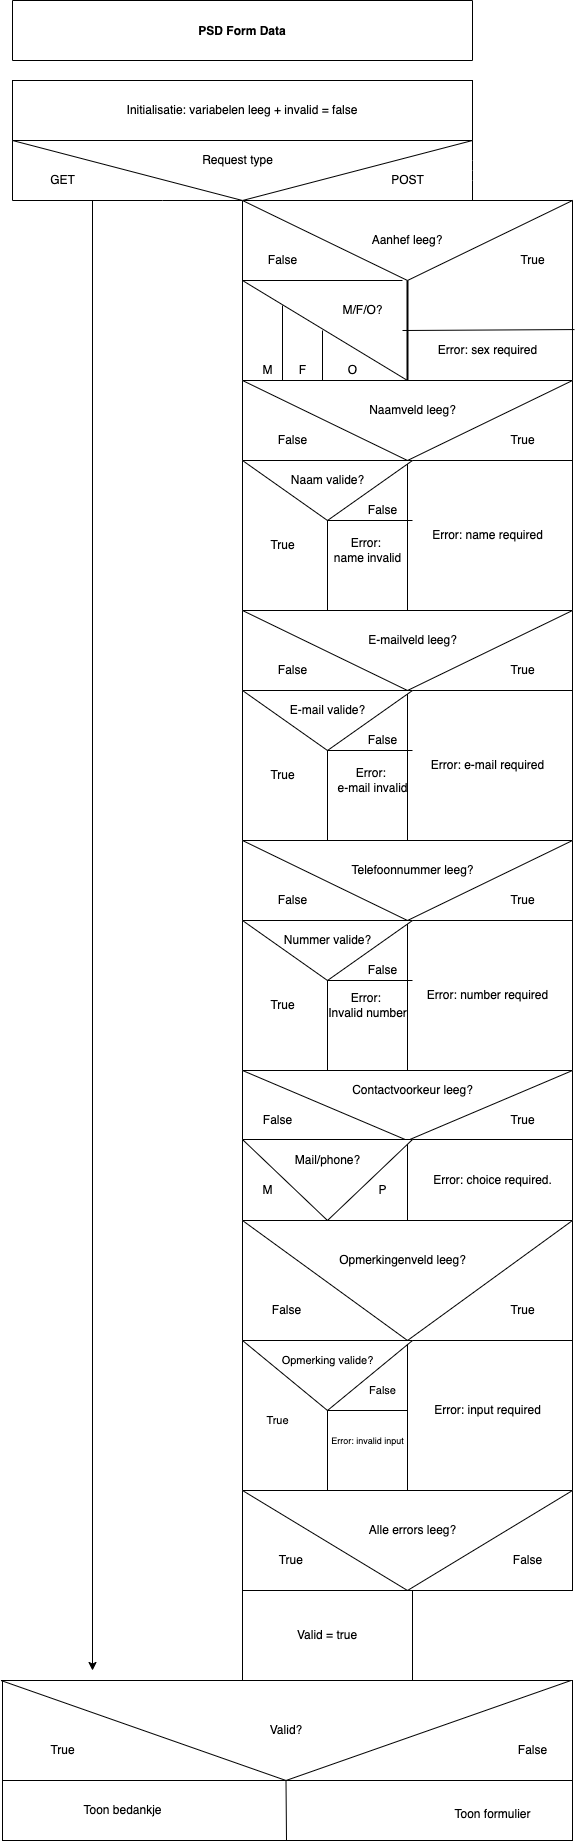 PSD Form Data
Initialisatie: variabelen leeg + invalid = false
Request type
GET
POST
Aanhef leeg?
False
True
M/F/O?
M
F
O
Error: sex required
Naamveld leeg?
False
True
Naam valide?
False
True
Error:
name invalid
Error: name required
E-mailveld leeg?
False
True
E-mail valide?
False
True
Error:
e-mail invalid
Error: e-mail required
Telefoonnummer leeg?
False
True
Nummer valide?
False
True
Error:
Invalid number
Error: number required
Contactvoorkeur leeg?
False
True
Mail/phone?
M
P
Error: choice required.
Opmerkingenveld leeg?
False
True
Opmerking valide?
False
True
Error: invalid input
Error: input required
Alle errors leeg?
True
False
Valid = true
Valid?
True
False
Toon bedankje
Toon formulier